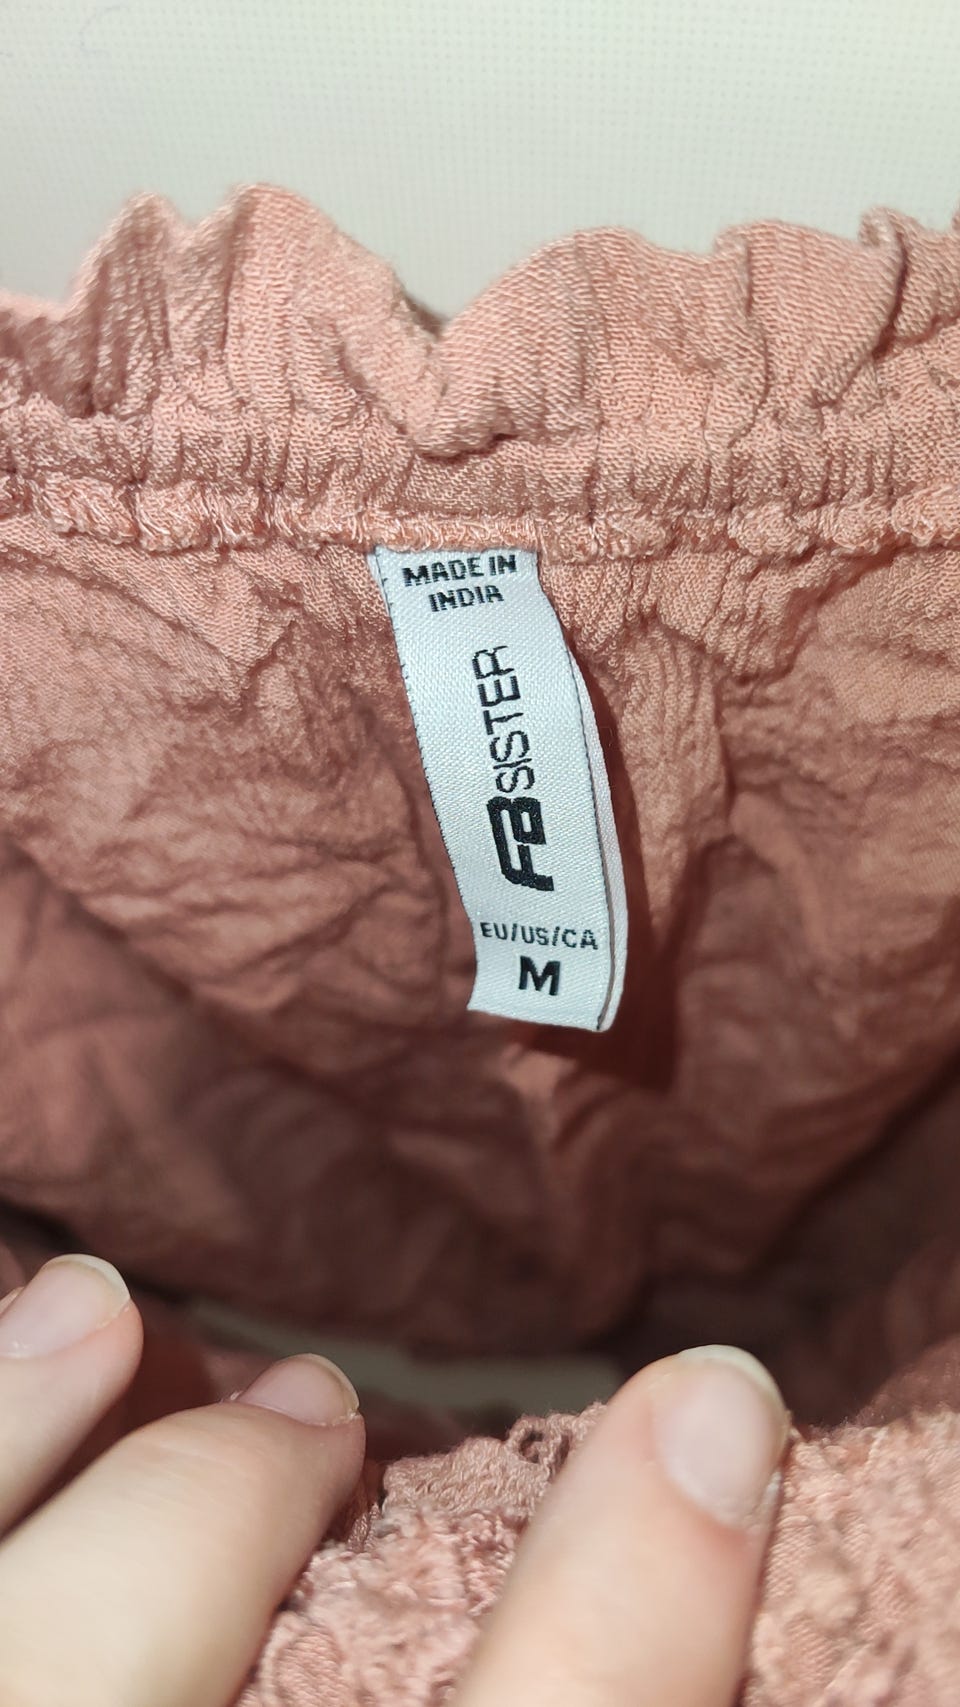 MADE IN
INDIA
FB SISTER
EU/US/CA
M